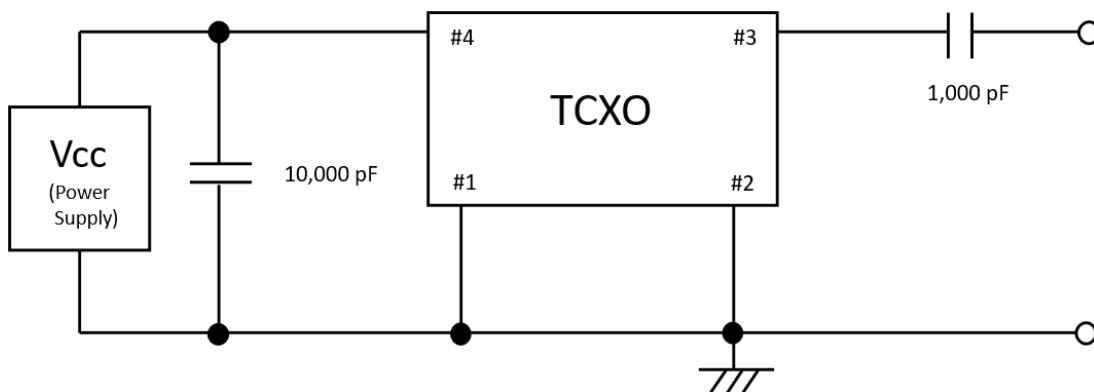 #4
#3
TCXO
1,000 pF
Vcc
(Power
Supply)
10,000 pF
#1
#2